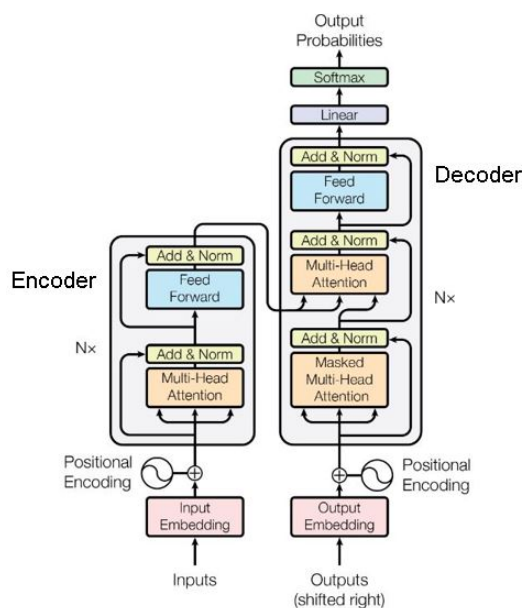 Output
Probabilities
Softmax
Linear
Add & Norm
Feed
Forward
Decoder
Add & Norm
Multi-Head
Attention
N×
Add & Norm
Masked
Multi-Head
Attention
Encoder
Add & Norm
Feed
Forward
N×
Add & Norm
Multi-Head
Attention
Positional
Encoding
Positional
Encoding
Input
Embedding
Output
Embedding
Inputs
Outputs
(shifted right)